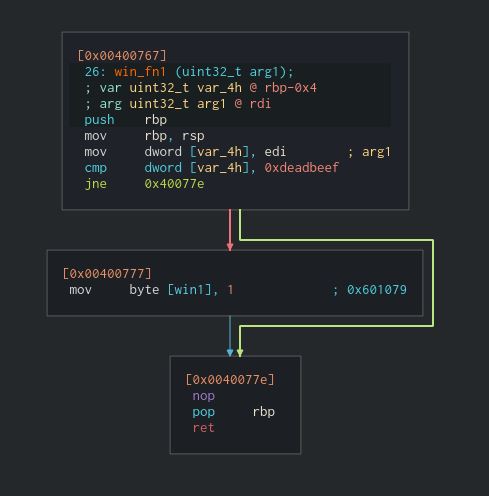 [0x00400767]
26: win_fn1 (uint32_t arg1);
; var uint32_t var_4h @ rbp-0x4
; arg uint32_t arg1 @ rdi
push rbp
mov rbp, rsp
mov dword [var_4h], edi ; arg1
cmp dword [var_4h], 0xdeadbeef
jne 0x40077e
[0x00400777]
mov byte [win1], 1 ; 0x601079
[0x0040077e]
nop
pop rbp
ret